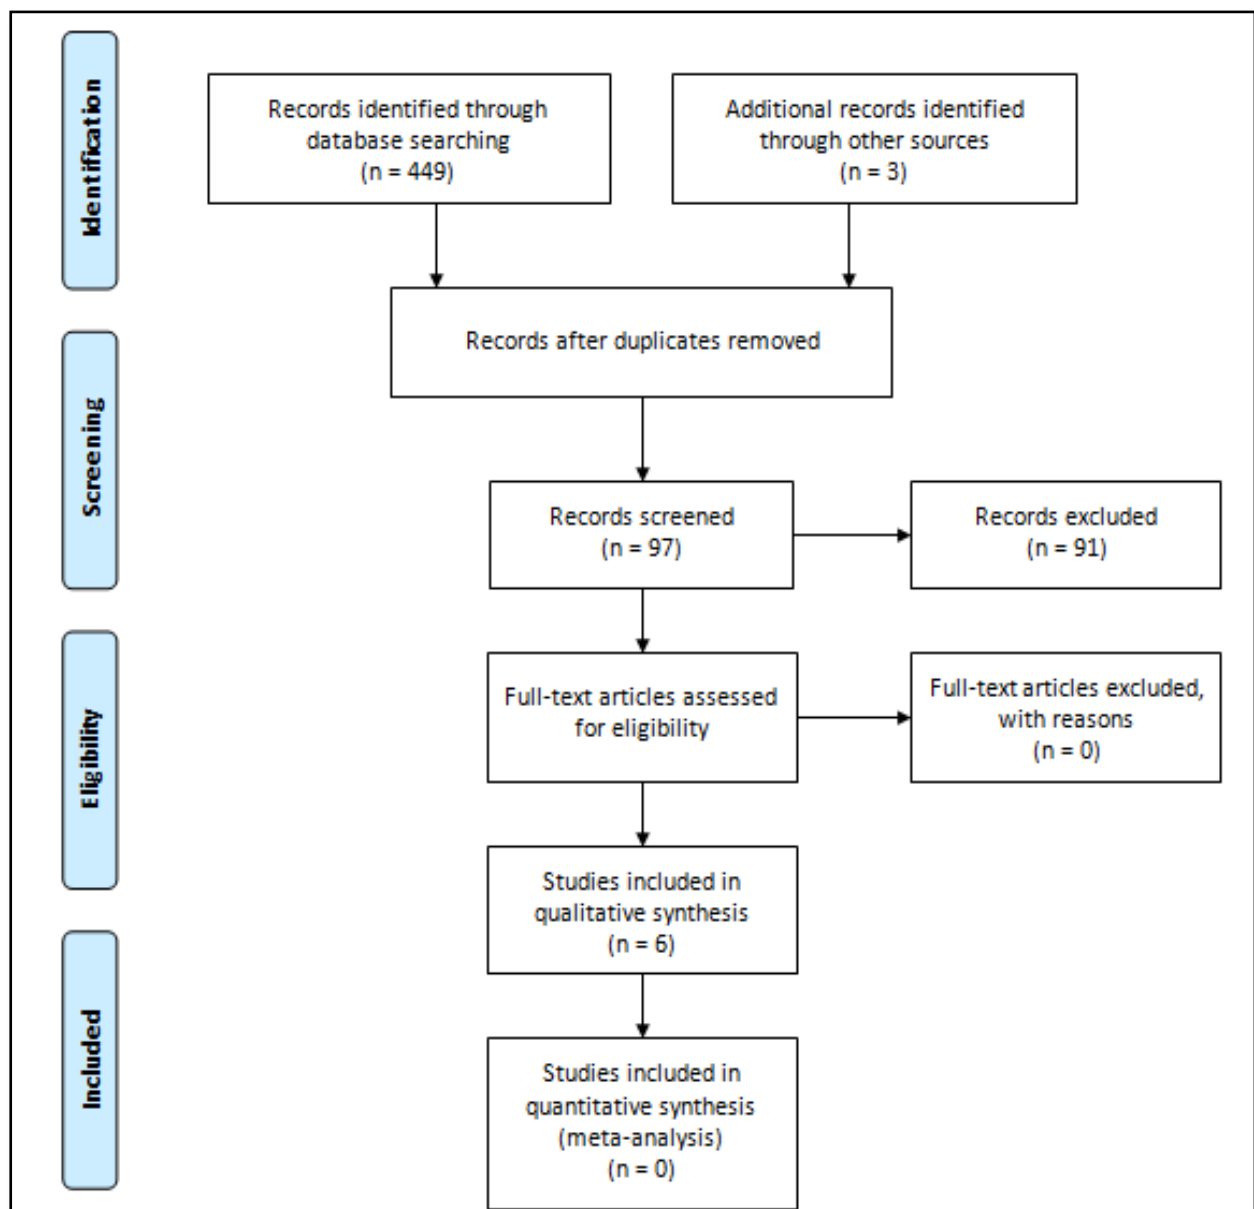 Identification
Records identified through
database searching
(n = 449)
Additional records identified
through other sources
(n = 3)
Records after duplicates removed
Screening
Records screened
(n = 97)
Records excluded
(n = 91)
Eligibility
Full-text articles assessed
for eligibility
Full-text articles excluded,
with reasons
(n = 0)
Studies included in
qualitative synthesis
(n = 6)
Included
Studies included in
quantitative synthesis
(meta-analysis)
(n = 0)